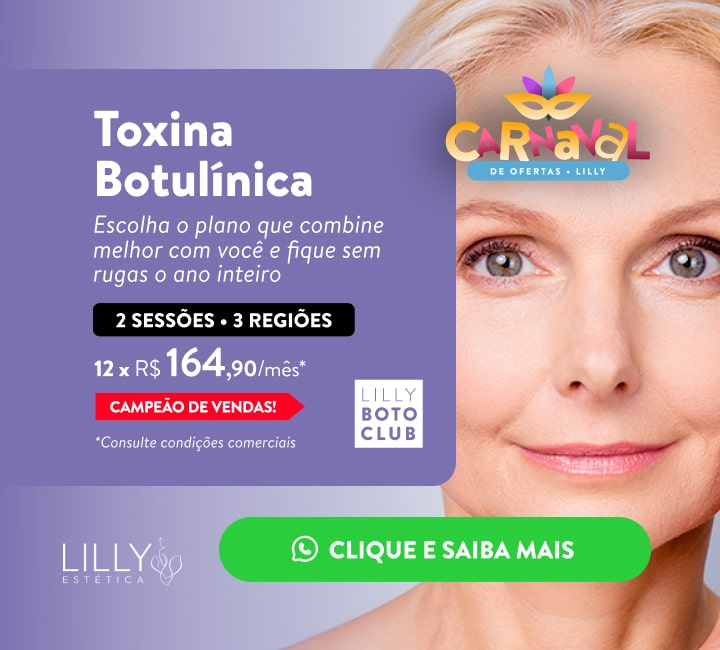 CARNAVAL
DE OFERTAS • LILLY
Toxina
Botulínica
Escolha o plano que combine
melhor com você e fique sem
rugas o ano inteiro
2 SESSÕES • 3 REGIÕES
12 x R$ 164,90/mês*
CAMPEÃO DE VENDAS!
*Consulte condições comerciais
LILLY
BOTO
CLUB
LILLY
ESTÉTICA
CLIQUE E SAIBA MAIS